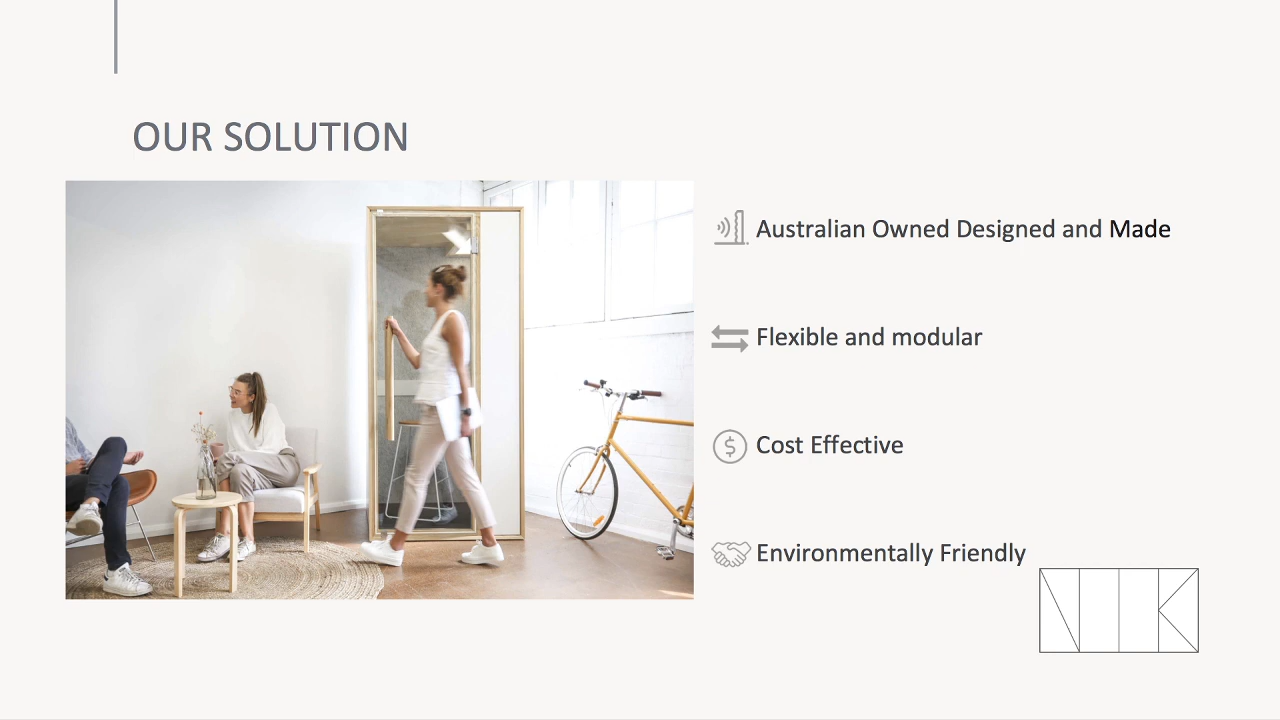 OUR SOLUTION
Australian Owned Designed and Made
Flexible and modular
$
Cost Effective
Environmentally Friendly